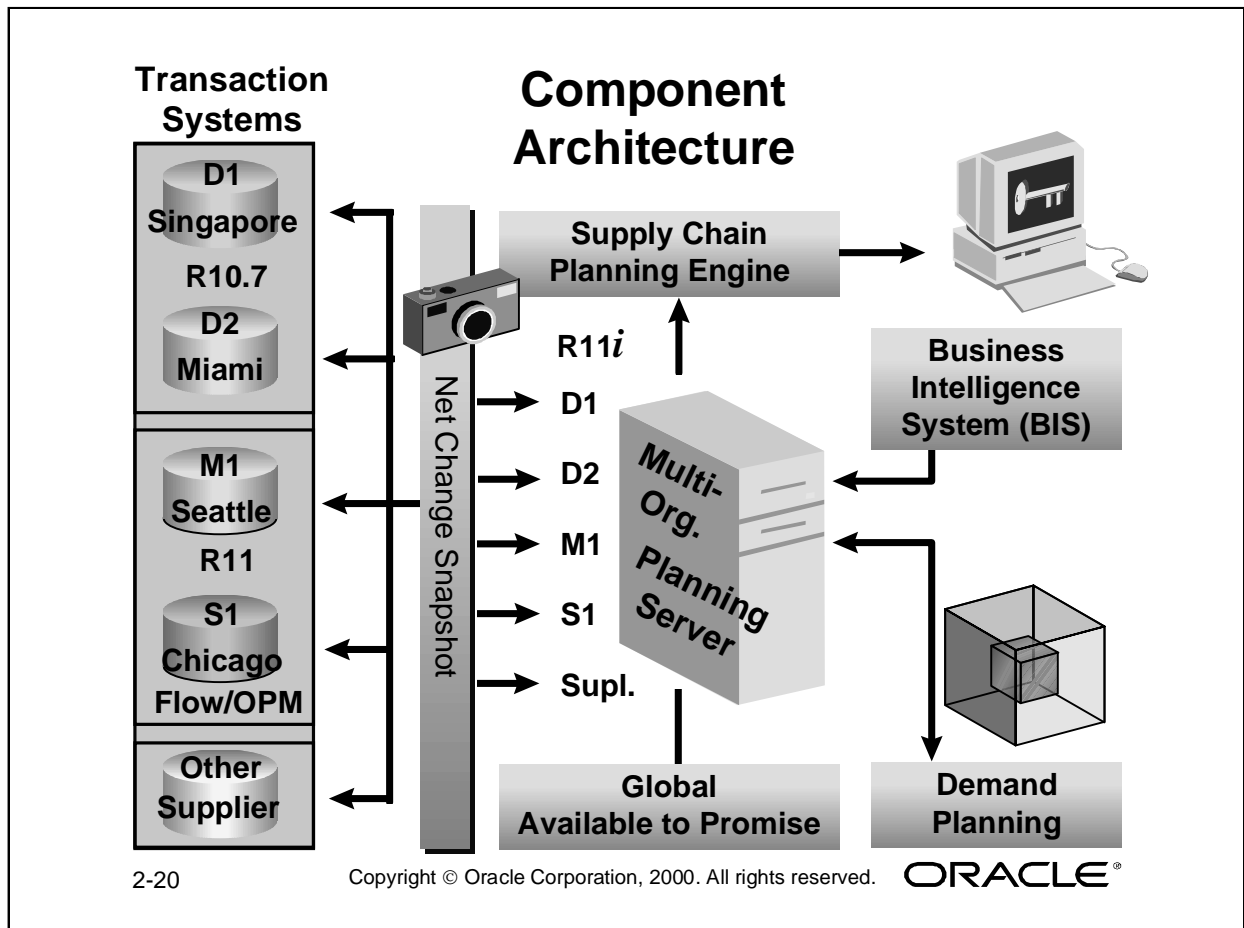 Transaction
Systems
Component
Architecture
D1
Singapore
R10.7
D2
Miami
M1
Seattle
R11
S1
Chicago
Flow/OPM
Other
Supplier
Net Change Snapshot
Supply Chain
Planning Engine
R11i
D1
D2
M1
S1
Supl.
Multi-
Org.
Planning
Server
Business
Intelligence
System (BIS)
Global
Available to Promise
Demand
Planning
2-20
Copyright © Oracle Corporation, 2000. All rights reserved.
ORACLE®